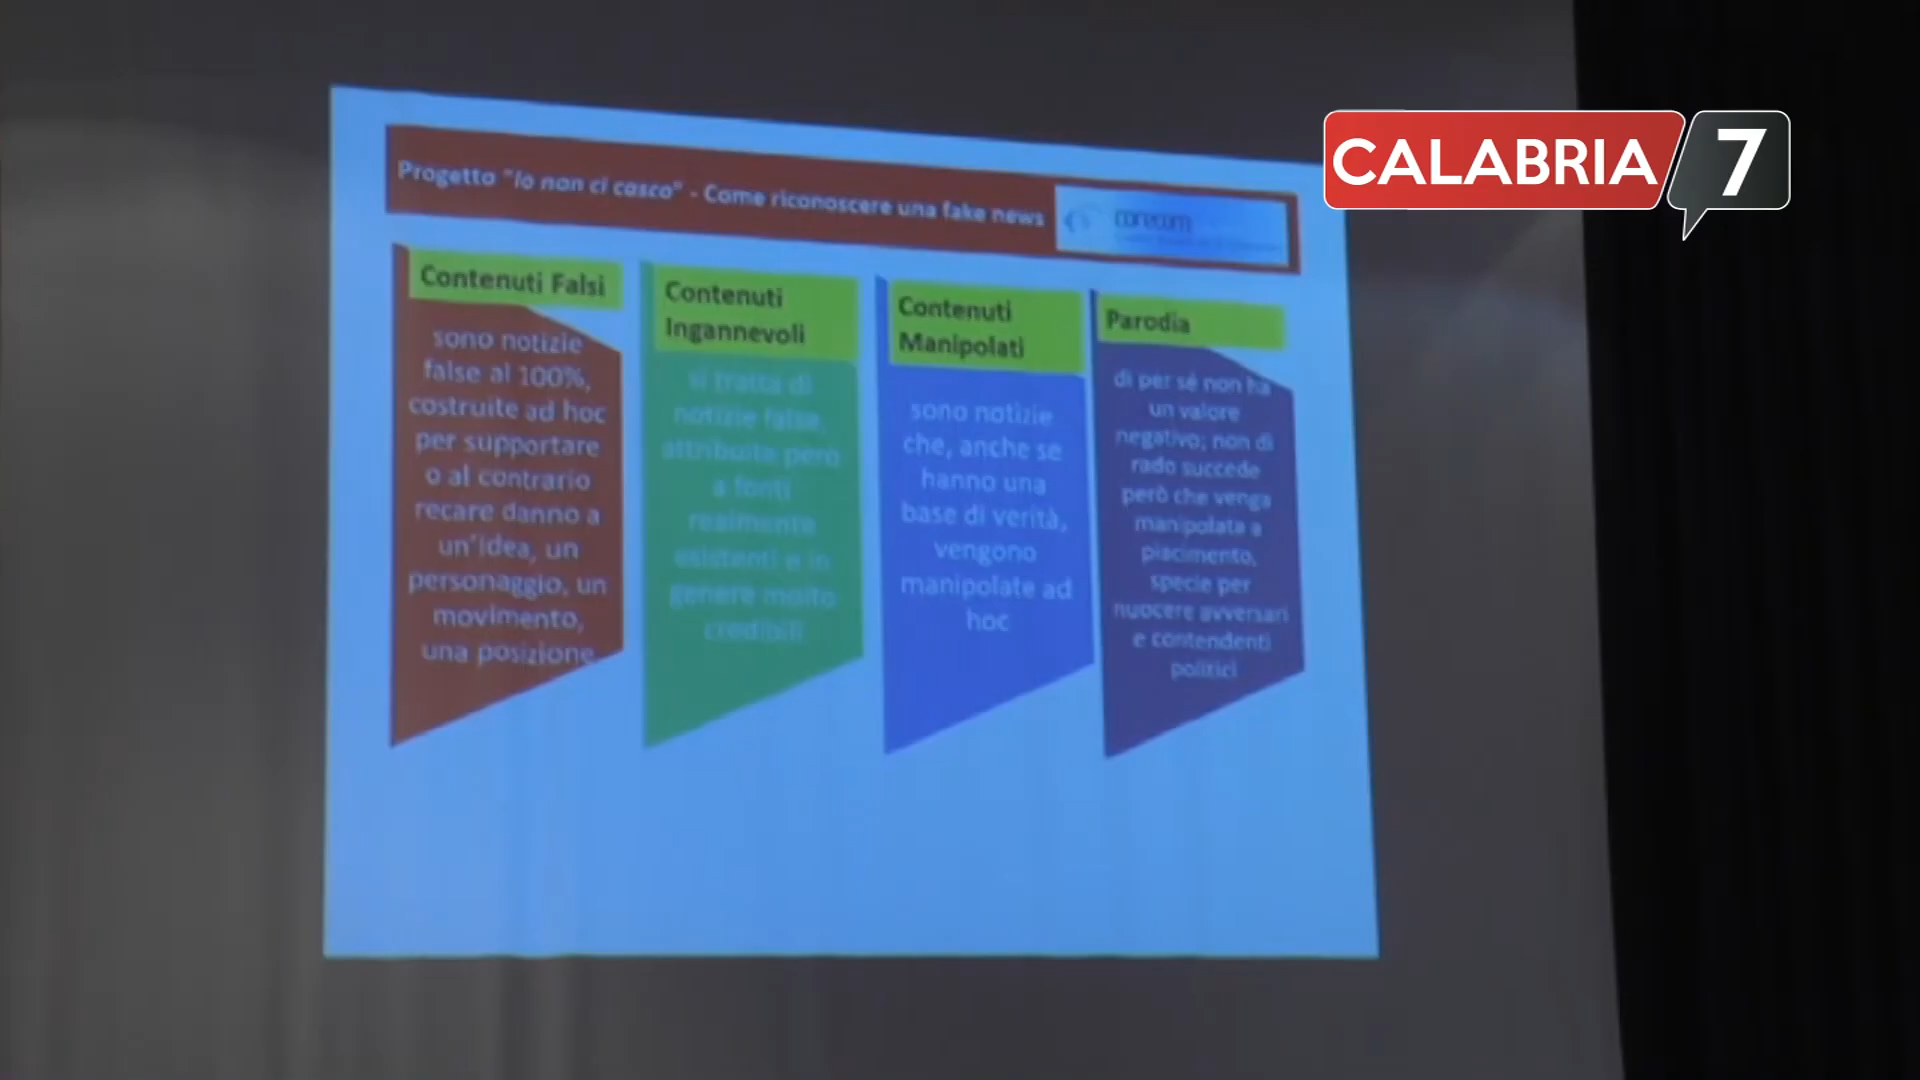 CALABRIA 7
Progetto "Io non ci casco" - Come riconoscere una fake news
corecom
Contenuti Falsi
sono notizie
false al 100%,
costruite ad hoc
per supportare
o al contrario
recare danno a
un'idea, un
personaggio, un
movimento,
una posizione
Contenuti
Ingannevoli
si tratta di
notizie false,
attribuite però
a fonti
realmente
esistenti e in
genere molto
credibili
Contenuti
Manipolati
sono notizie
che, anche se
hanno una
base di verità,
vengono
manipolate ad
hoc
Parodia
di per sé non ha
un valore
negativo; non di
rado succede
però che venga
manipolata a
piacimento,
specie per
nuocere avversari
e contendenti
politici